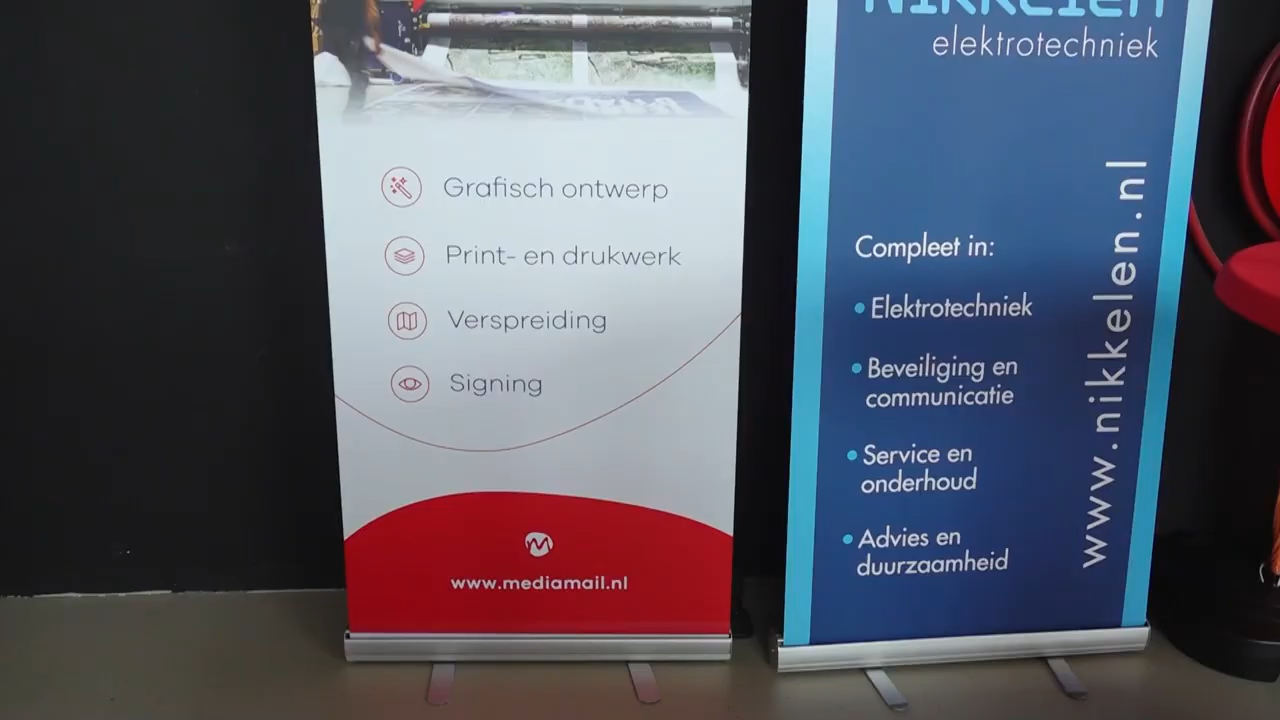 Grafisch ontwerp
Print- en drukwerk
Verspreiding
Signing
www.mediamail.nl
NIKKELEN
elektrotechniek
Compleet in:
• Elektrotechniek
• Beveiliging en
communicatie
• Service en
onderhoud
• Advies en
duurzaamheid
www.nikkelen.nl